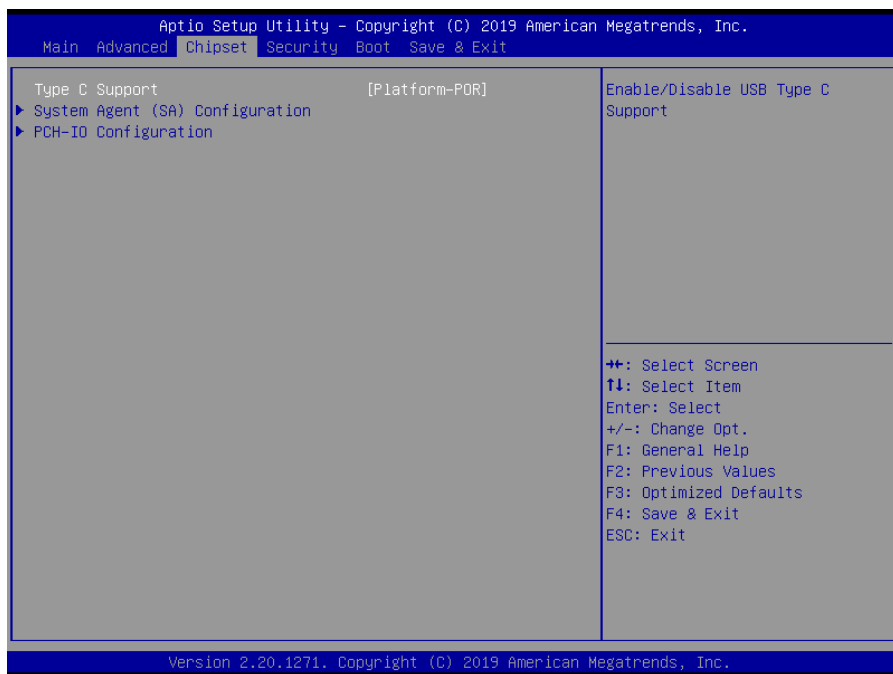 Aptio Setup Utility – Copyright (C) 2019 American Megatrends, Inc.
Main Advanced Chipset Security Boot Save & Exit
Type C Support [Platform-POR]
System Agent (SA) Configuration
PCH-IO Configuration
Enable/Disable USB Type C
Support
→←: Select Screen
↑↓: Select Item
Enter: Select
+/-: Change Opt.
F1: General Help
F2: Previous Values
F3: Optimized Defaults
F4: Save & Exit
ESC: Exit
Version 2.20.1271. Copyright (C) 2019 American Megatrends, Inc.